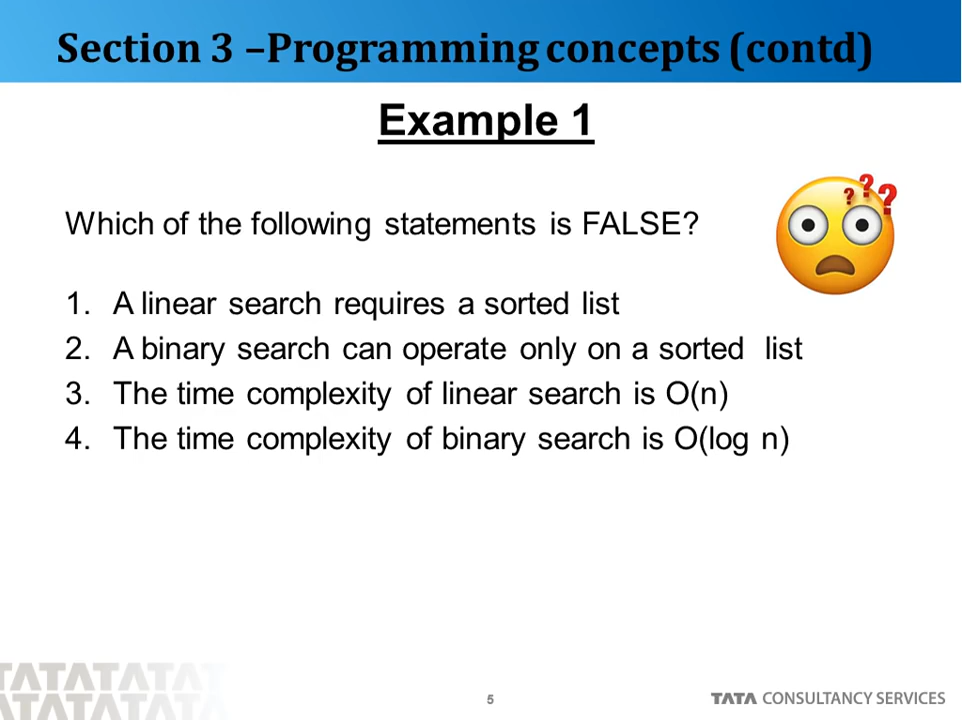 Section 3 –Programming concepts (contd)
Example 1
Which of the following statements is FALSE?
1. A linear search requires a sorted list
2. A binary search can operate only on a sorted list
3. The time complexity of linear search is O(n)
4. The time complexity of binary search is O(log n)
? ? ?
TATATATATA
TATATATATA
5
TATA CONSULTANCY SERVICES